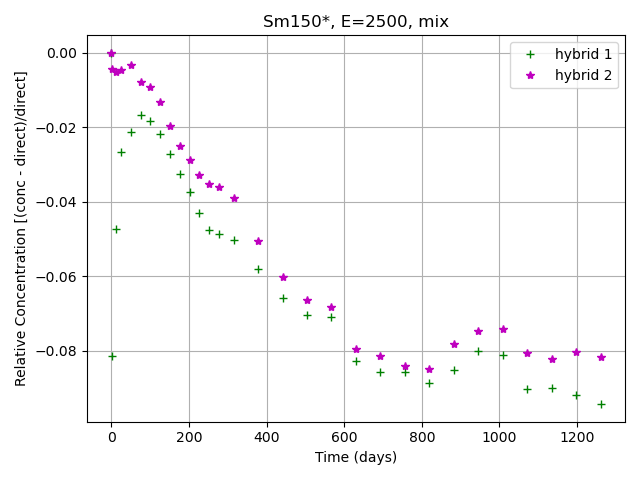 Sm150*, E=2500, mix
hybrid 1
hybrid 2
Relative Concentration [(conc - direct)/direct]
0.00
−0.02
−0.04
−0.06
−0.08
0 200 400 600 800 1000 1200
Time (days)